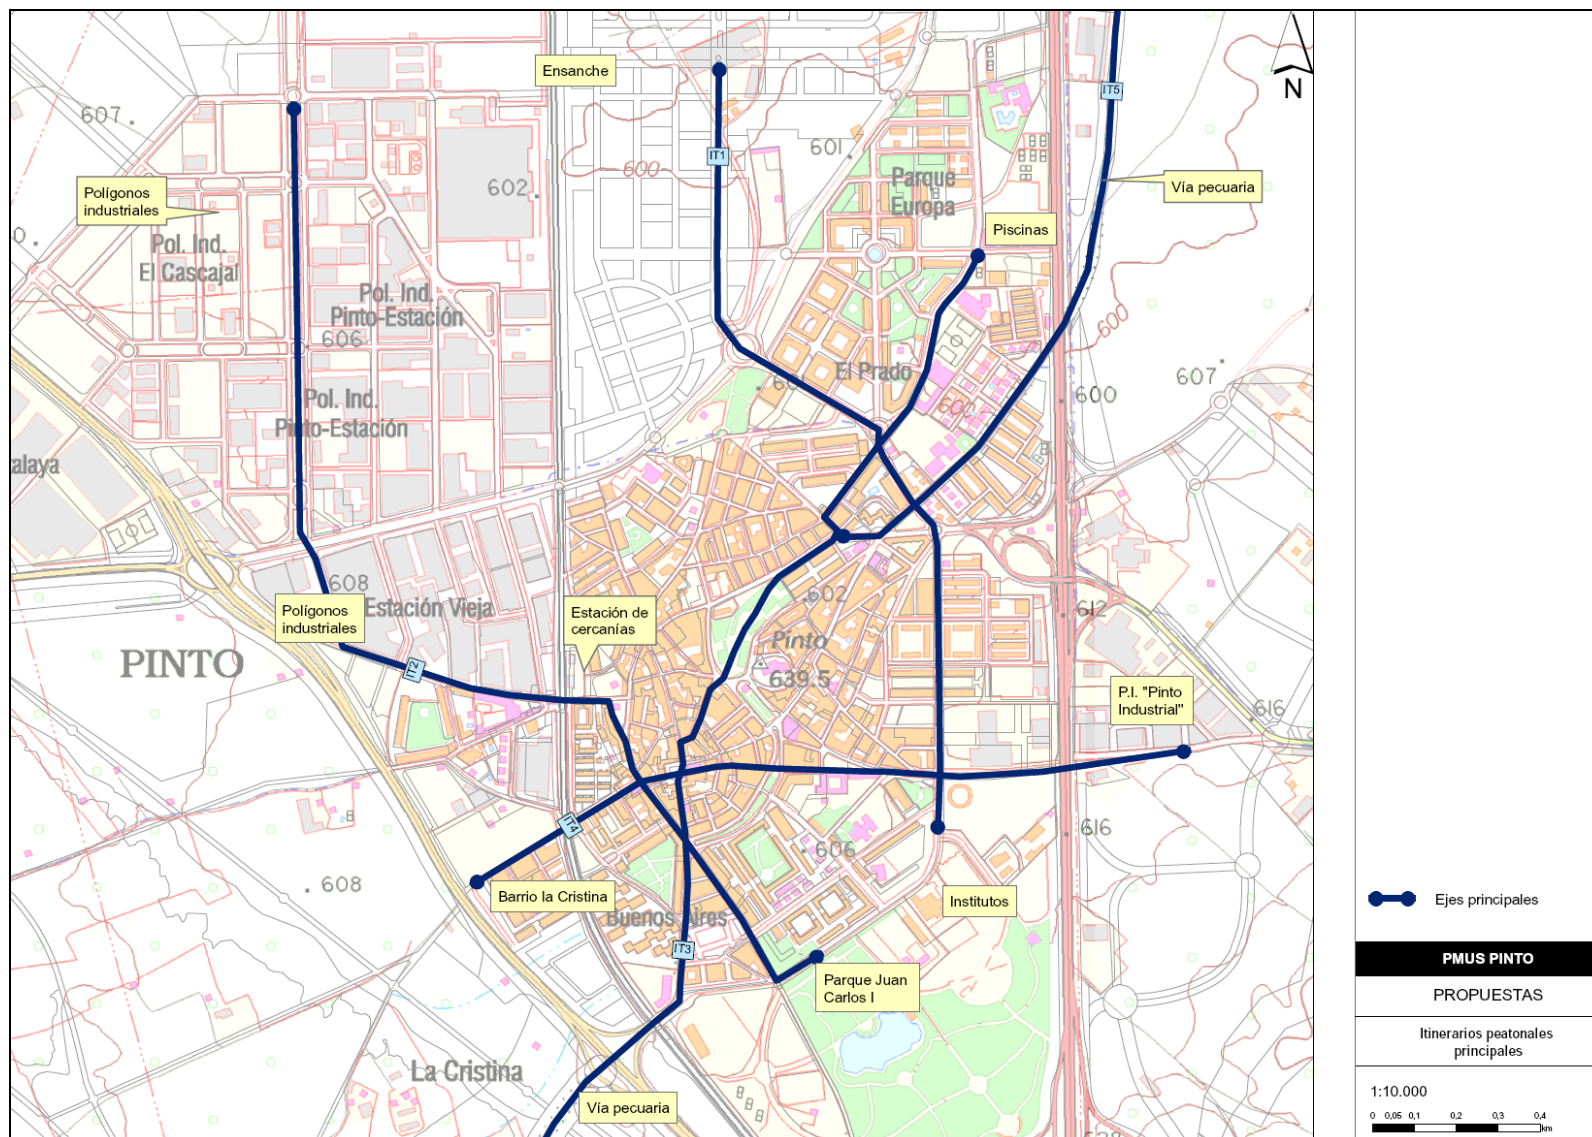 Ensanche
IT5
N
607
IT1
601
600
Polígonos
industriales
602
Parque
Europa
Vía pecuaria
Piscinas
0
Pol. Ind.
El Cascajal
Pol. Ind.
Pinto-Estación
600
606
El Prado
607
600
Pol. Ind.
Pinto-Estación
600
alaya
608
Estación Vieja
Polígonos
industriales
Estación de
cercanías
602
612
PINTO
Pinto
639.5
IT2
P.I. "Pinto
Industrial"
616
IT4
616
606
608
Barrio la Cristina
Institutos
Ejes principales
Buenos Aires
IT3
PMUS PINTO
Parque Juan
Carlos I
PROPUESTAS
Itinerarios peatonales
principales
La Cristina
1:10.000
Vía pecuaria
0 0,05 0,1 0,2 0,3 0,4
km